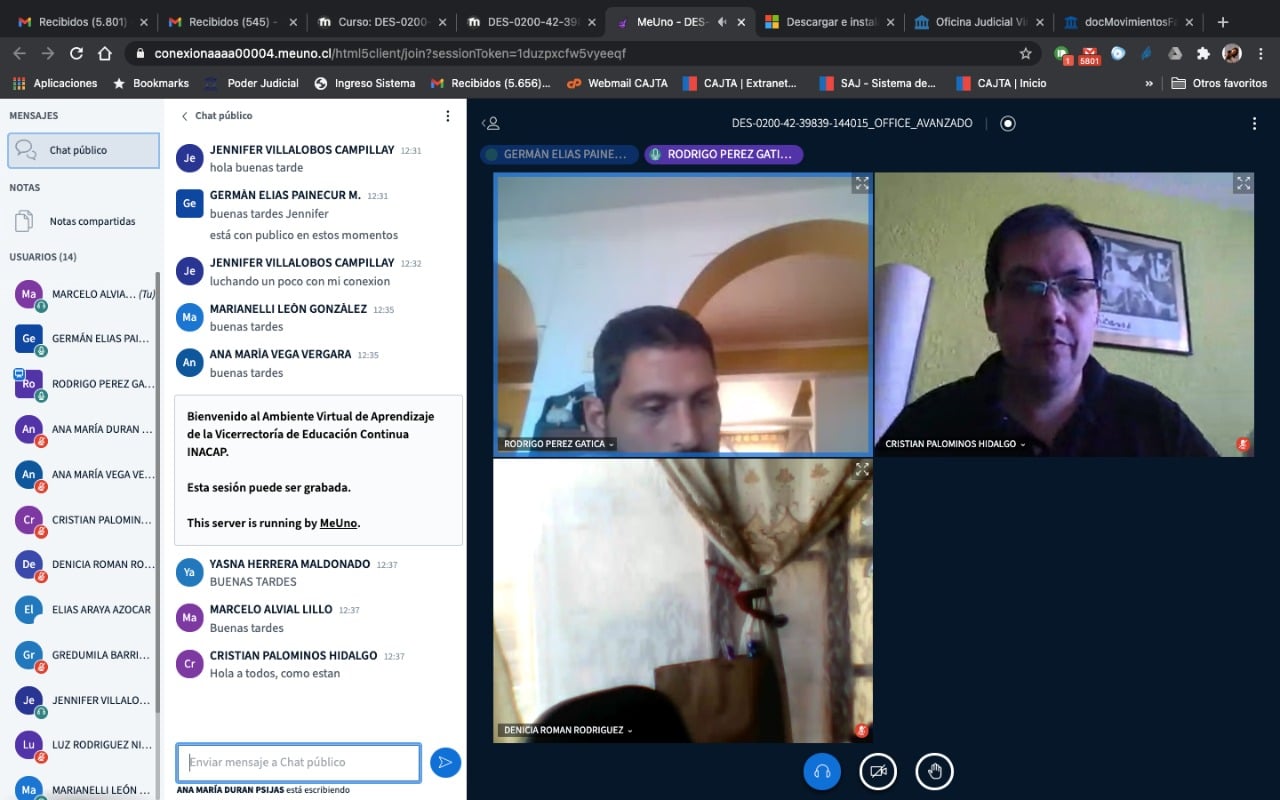 Recibidos (5.801)
Recibidos (545) -
Curso: DES-0200-
DES-0200-42-398
MeUno - DES-
Descargar e instala
Oficina Judicial Vi
docMovimientosFa
conexionaaaa00004.meuno.cl/html5client/join?sessionToken=1duzpxcfw5vyeeqf
1
5801
Aplicaciones
Bookmarks
Poder Judicial
Ingreso Sistema
Recibidos (5.656)...
Webmail CAJTA
CAJTA | Extranet...
SAJ - Sistema de...
CAJTA | Inicio
»
Otros favoritos
MENSAJES
Chat público
NOTAS
Notas compartidas
USUARIOS (14)
Ma MARCELO ALVIA... (Tu)
Ge GERMÁN ELIAS PAI...
Ro RODRIGO PEREZ GA...
An ANA MARÍA DURAN ...
An ANA MARÍA VEGA VE...
Cr CRISTIAN PALOMIN...
De DENICIA ROMAN RO...
El ELIAS ARAYA AZOCAR
Gr GREDUMILA BARRI...
Je JENNIFER VILLALO...
Lu LUZ RODRIGUEZ NI...
Ma MARIANELLI LEÓN ...
Chat público
Je JENNIFER VILLALOBOS CAMPILLAY 12:31
hola buenas tarde
Ge GERMÁN ELIAS PAINECUR M. 12:31
buenas tardes Jennifer
está con publico en estos momentos
Je JENNIFER VILLALOBOS CAMPILLAY 12:32
luchando un poco con mi conexion
Ma MARIANELLI LEÓN GONZÁLEZ 12:35
buenas tardes
An ANA MARÍA VEGA VERGARA 12:35
buenas tardes
Bienvenido al Ambiente Virtual de Aprendizaje
de la Vicerrectoría de Educación Continua
INACAP.
Esta sesión puede ser grabada.
This server is running by MeUno.
Ya YASNA HERRERA MALDONADO 12:37
BUENAS TARDES
Ma MARCELO ALVIAL LILLO 12:37
Buenas tardes
Cr CRISTIAN PALOMINOS HIDALGO 12:37
Hola a todos, como estan
Enviar mensaje a Chat público
ANA MARÍA DURAN PSIJAS está escribiendo
DES-0200-42-39839-144015_OFFICE_AVANZADO
GERMÁN ELIAS PAINE...
RODRIGO PEREZ GATI...
RODRIGO PEREZ GATICA
CRISTIAN PALOMINOS HIDALGO
DENICIA ROMAN RODRIGUEZ